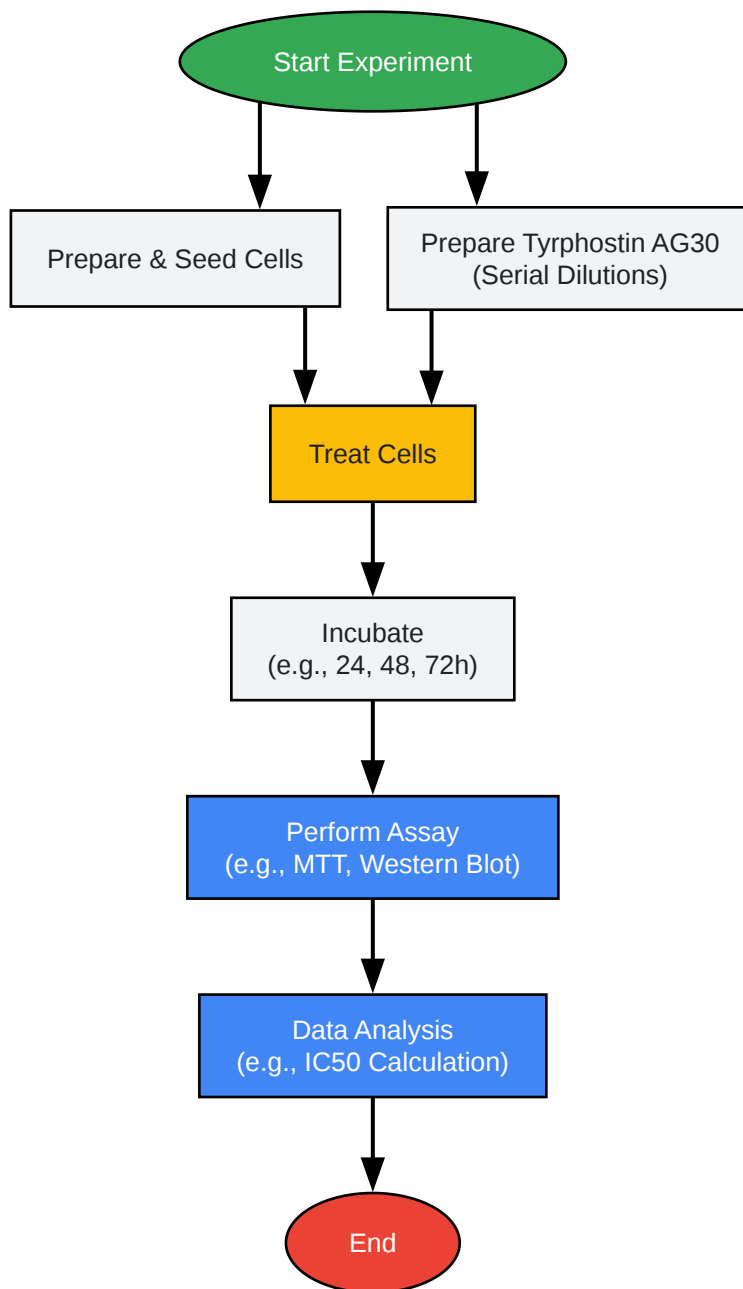 Start Experiment
Prepare & Seed Cells
Prepare Tyrphostin AG30
(Serial Dilutions)
Treat Cells
Incubate
(e.g., 24, 48, 72h)
Perform Assay
(e.g., MTT, Western Blot)
Data Analysis
(e.g., IC50 Calculation)
End